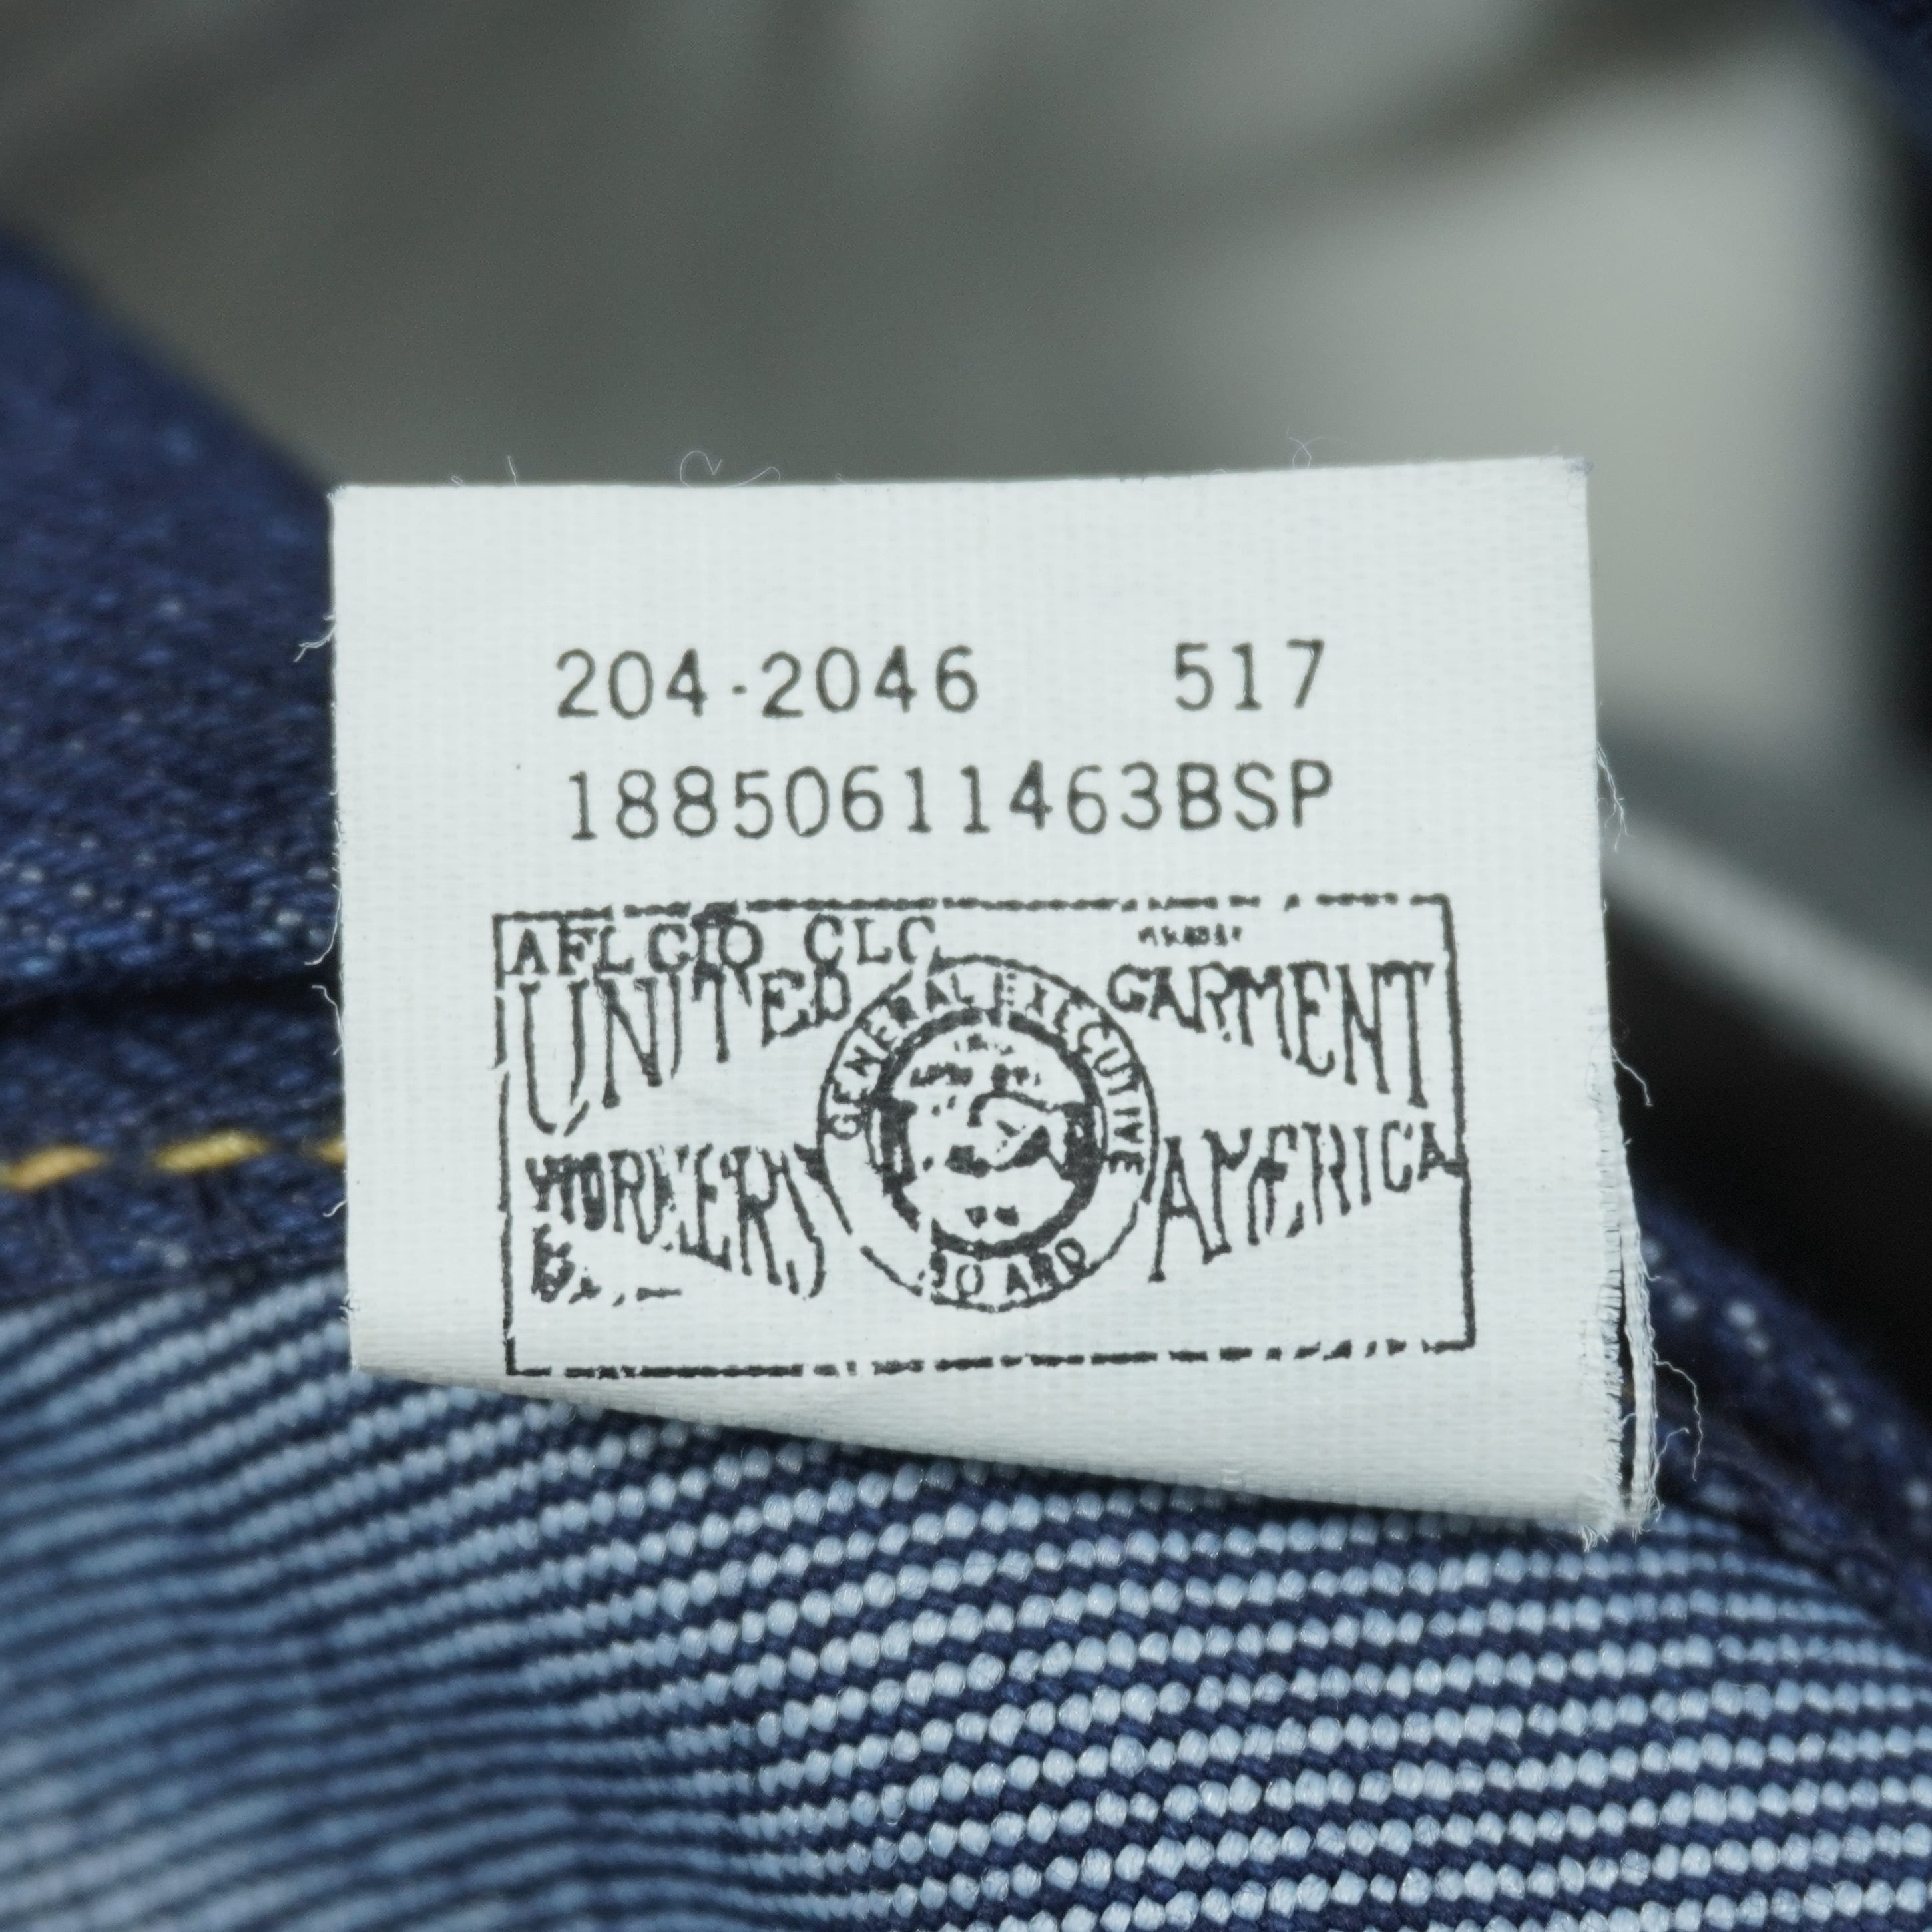 204-2046 517
18850611463BSP
AFL CIO CLC
UNITED GARMENT
GENERAL EXECUTIVE
WORKERS AMERICA
BOARD